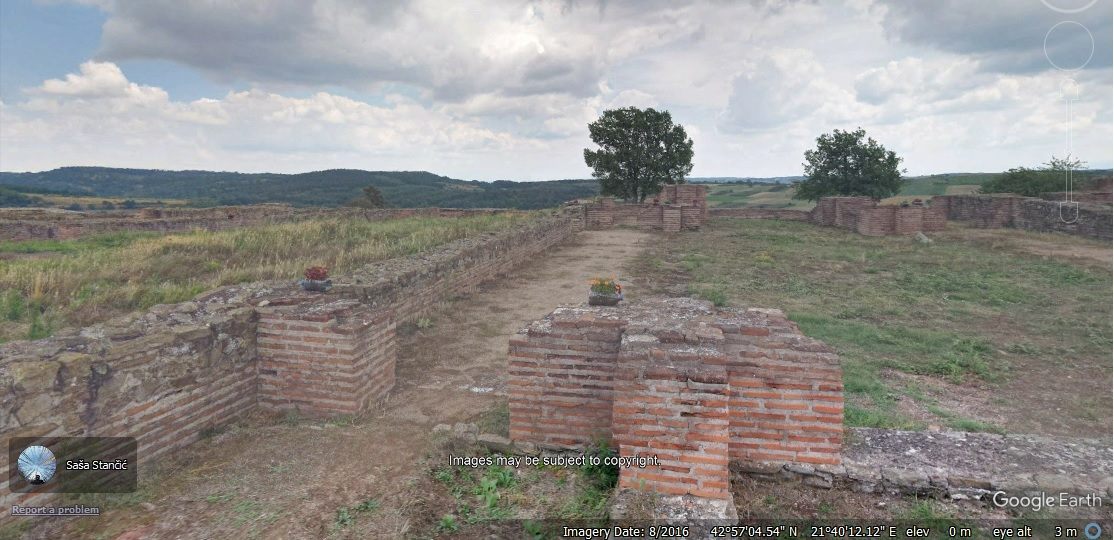 Saša Stančić
Images may be subject to copyright.
Report a problem
Google Earth
Imagery Date: 8/2016 42°57'04.54" N 21°40'12.12" E elev 0 m eye alt 3 m